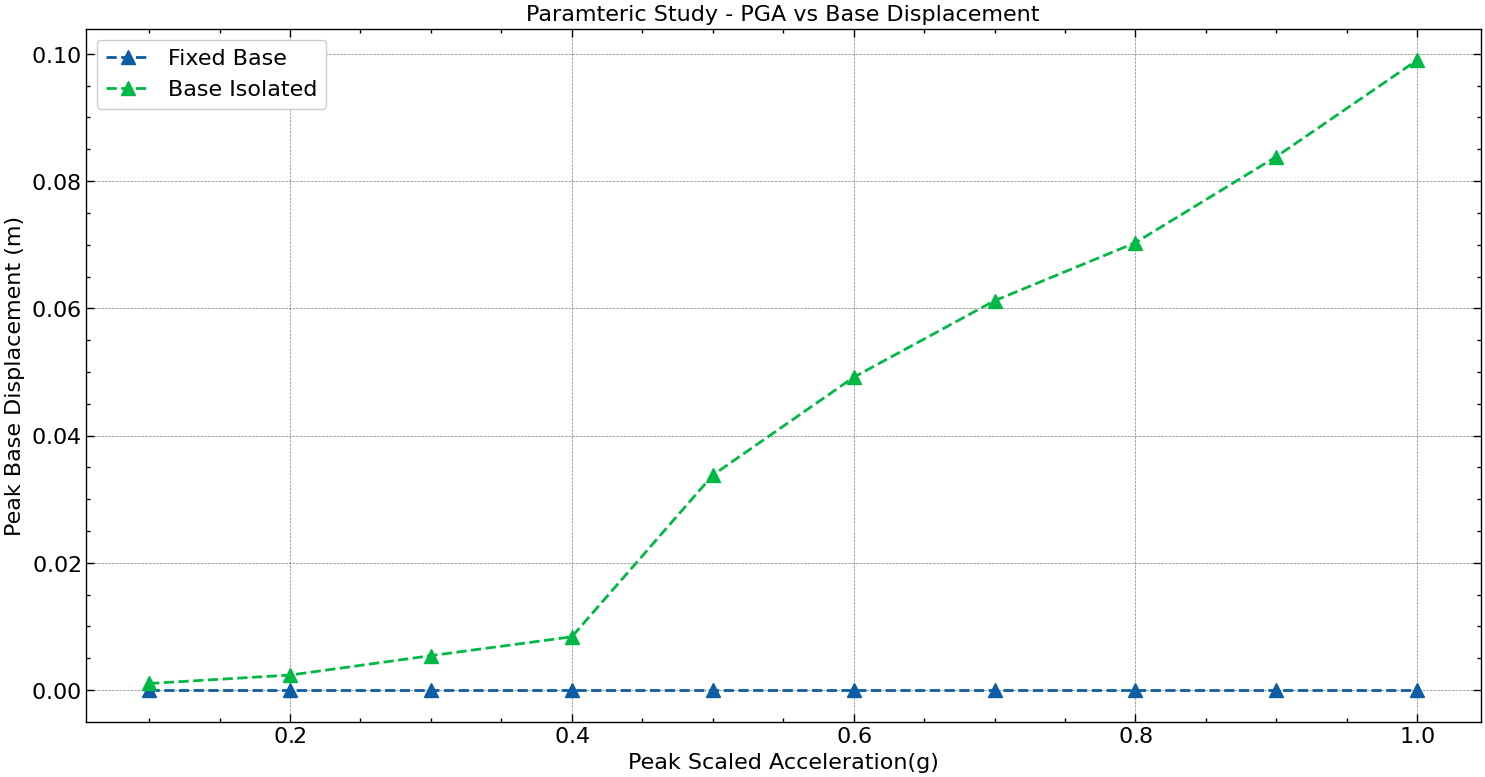 Paramteric Study - PGA vs Base Displacement
Fixed Base
Base Isolated
0.10
0.08
0.06
0.04
0.02
0.00
Peak Base Displacement (m)
0.2 0.4 0.6 0.8 1.0
Peak Scaled Acceleration(g)